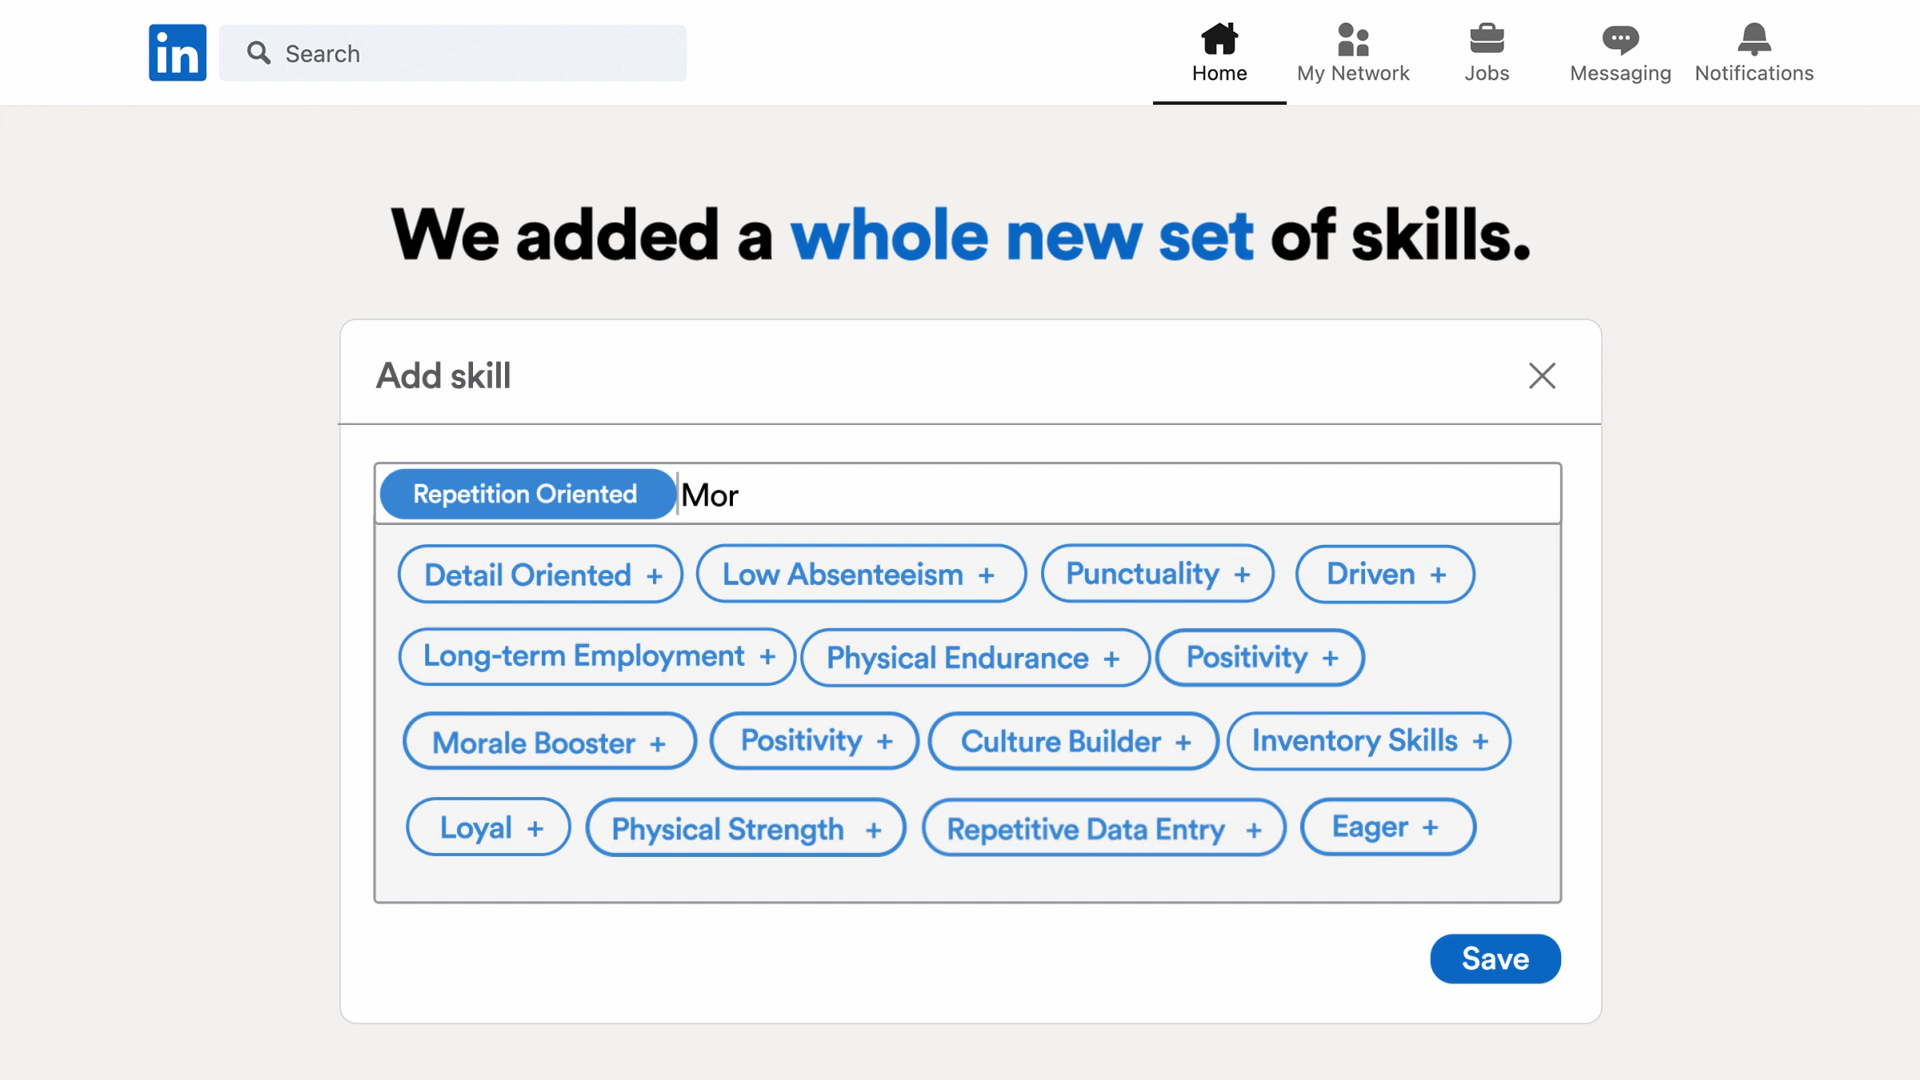 in Search
Home My Network Jobs Messaging Notifications
We added a whole new set of skills.
Add skill
Repetition Oriented Mor
Detail Oriented + Low Absenteeism + Punctuality + Driven +
Long-term Employment + Physical Endurance + Positivity +
Morale Booster + Positivity + Culture Builder + Inventory Skills +
Loyal + Physical Strength + Repetitive Data Entry + Eager +
Save